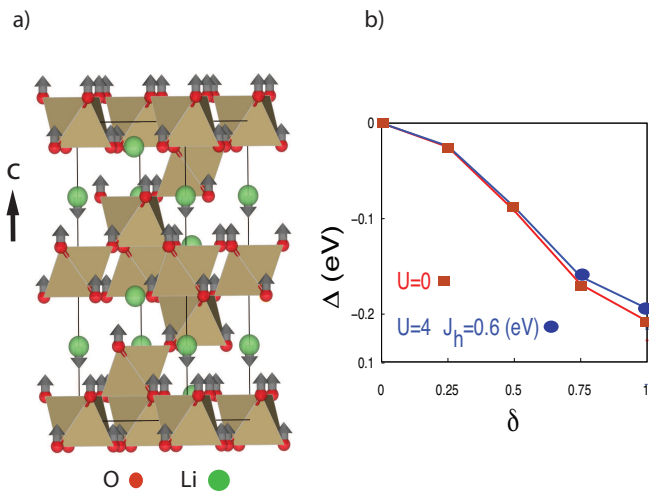 a)
b)
C
O
Li
Δ (eV)
0
−0.1
−0.2
0.1
U=0
U=4 J_h=0.6 (eV)
0
0.25
0.5
0.75
1
δ